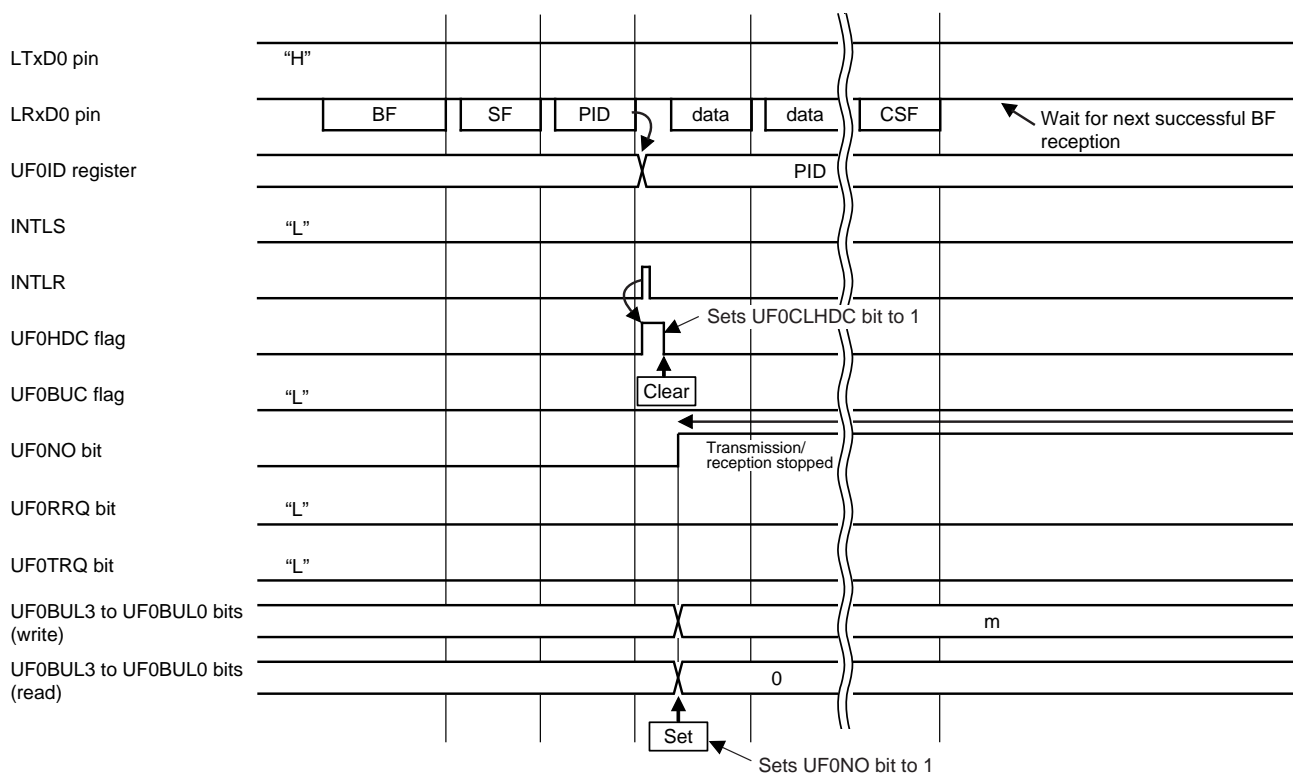 LTxD0 pin “H”
LRxD0 pin BF SF PID data data CSF Wait for next successful BF
reception
UF0ID register PID
INTLS “L”
INTLR
Sets UF0CLHDC bit to 1
UF0HDC flag
UF0BUC flag “L” Clear
UF0NO bit Transmission/
reception stopped
UF0RRQ bit “L”
UF0TRQ bit “L”
UF0BUL3 to UF0BUL0 bits
(write) m
UF0BUL3 to UF0BUL0 bits
(read) 0
Set
Sets UF0NO bit to 1